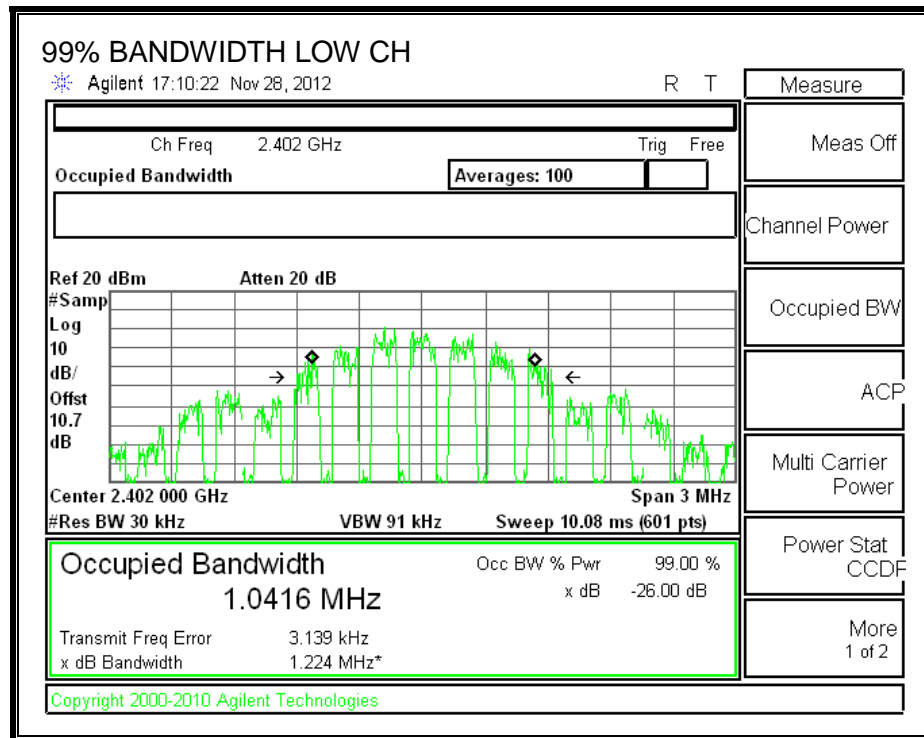 99% BANDWIDTH LOW CH
Agilent 17:10:22 Nov 28, 2012 R T
Measure
Ch Freq 2.402 GHz Trig Free
Meas Off
Occupied Bandwidth Averages: 100
Channel Power
Ref 20 dBm Atten 20 dB
#Samp
Log
10
dB/
Offst
10.7
dB
Occupied BW
ACP
Multi Carrier
Power
Center 2.402 000 GHz Span 3 MHz
#Res BW 30 kHz VBW 91 kHz Sweep 10.08 ms (601 pts)
Power Stat
CCDF
Occupied Bandwidth Occ BW % Pwr 99.00 %
1.0416 MHz x dB -26.00 dB
Transmit Freq Error 3.139 kHz
x dB Bandwidth 1.224 MHz*
More
1 of 2
Copyright 2000-2010 Agilent Technologies